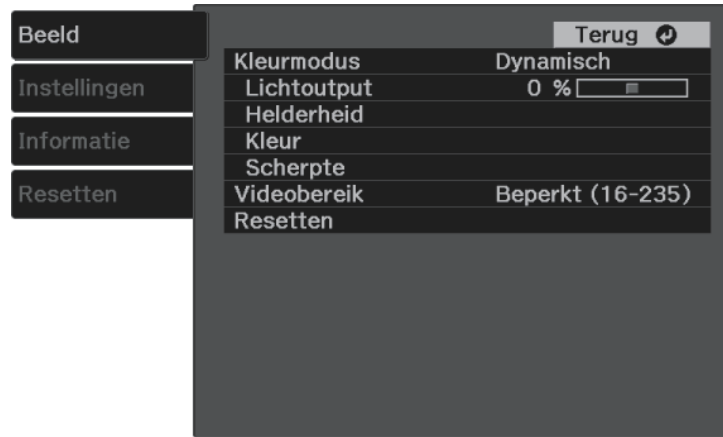 Beeld
Instellingen
Informatie
Resetten
Terug
Kleurmodus Dynamisch
Lichtoutput 0 %
Helderheid
Kleur
Scherpte
Videobereik Beperkt (16-235)
Resetten